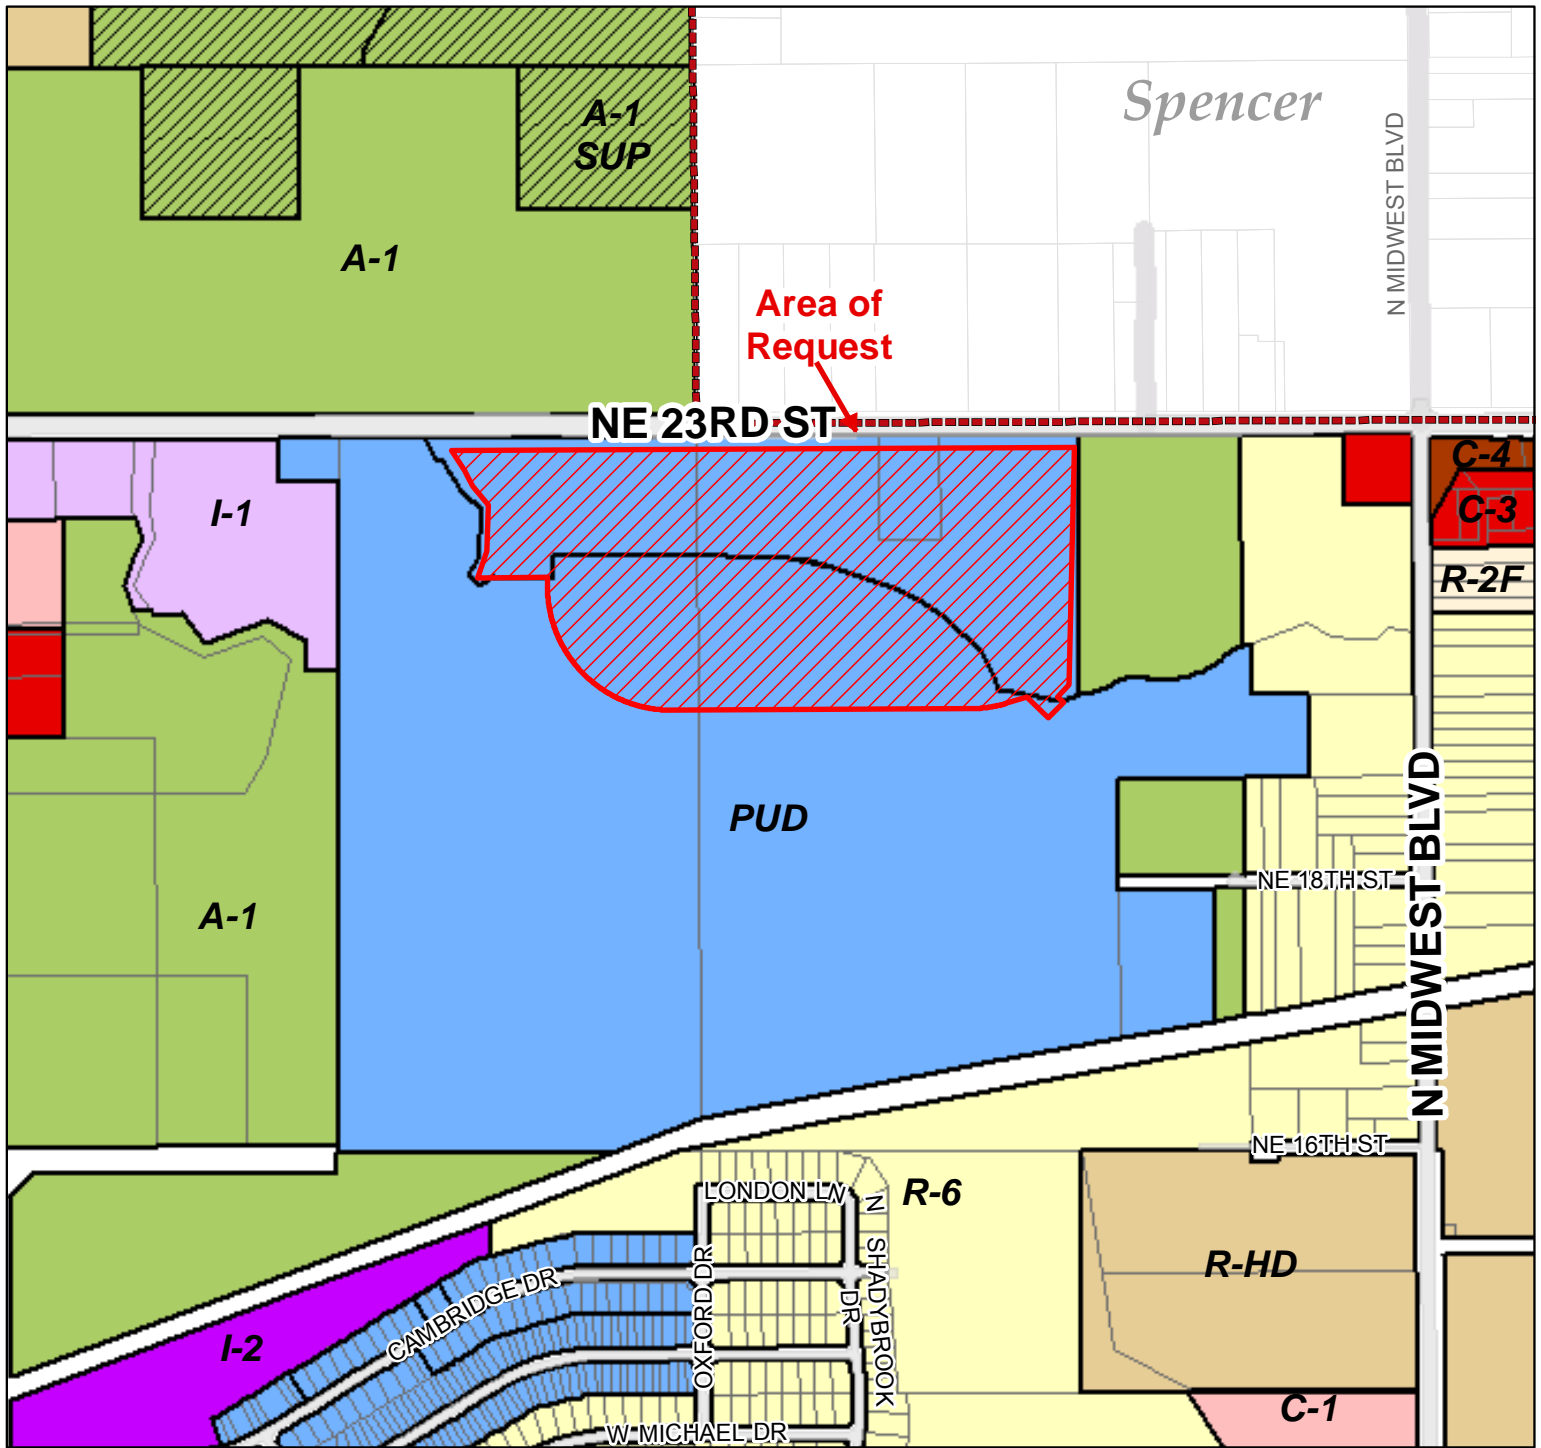 Spencer
A-1
SUP
N MIDWEST BLVD
A-1
Area of
Request
NE 23RD ST
C-4
I-1
C-3
R-2F
PUD
NE 18TH ST
N MIDWEST BLVD
A-1
NE 16TH ST
LONDON LN
R-6
N SHADYBROOK DR
R-HD
OXFORD DR
CAMBRIDGE DR
I-2
C-1
W MICHAEL DR